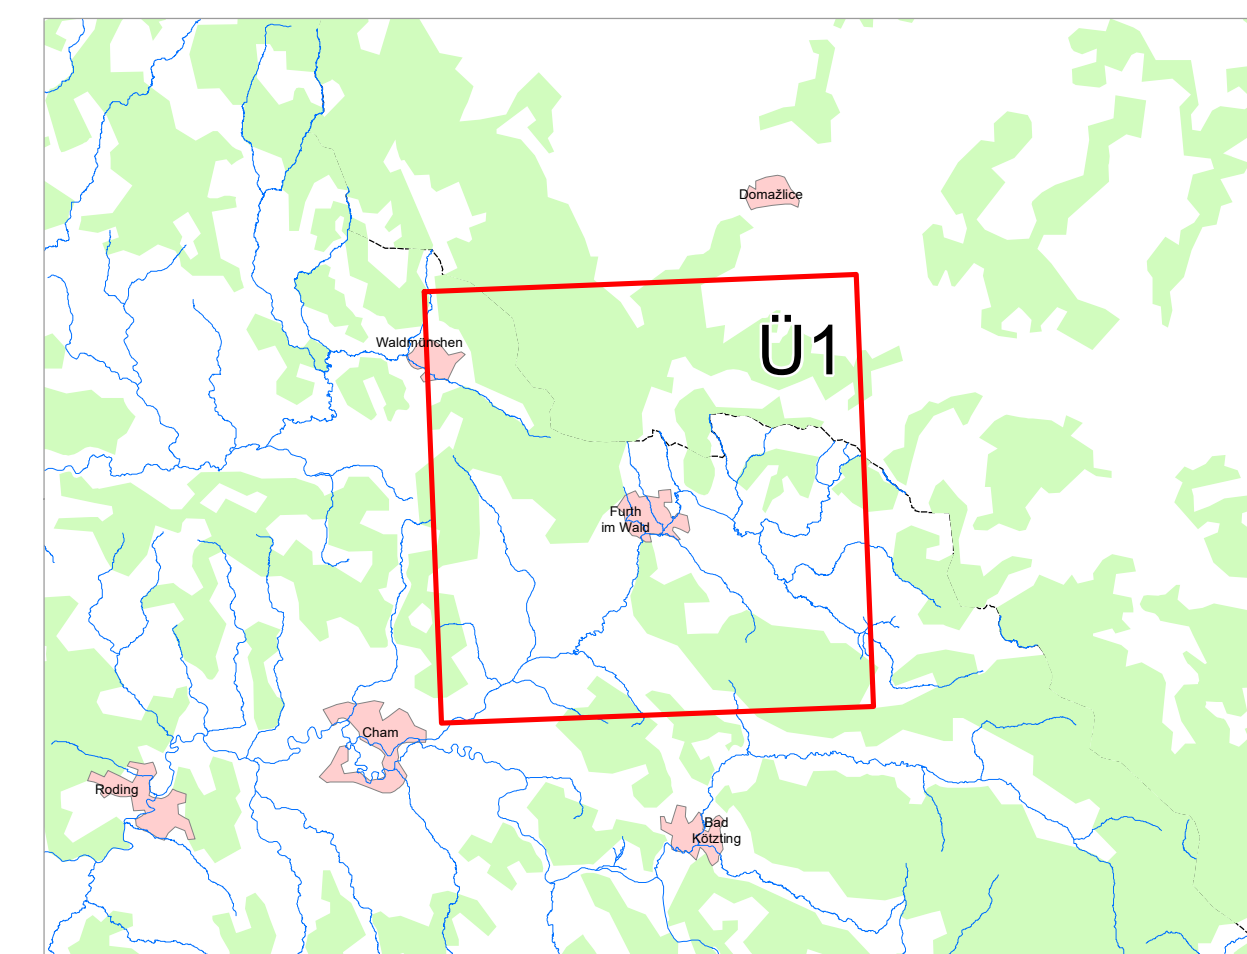 Domažlice
Ü1
Waldmünchen
Furth
im Wald
Cham
Roding
Bad
Kötzting